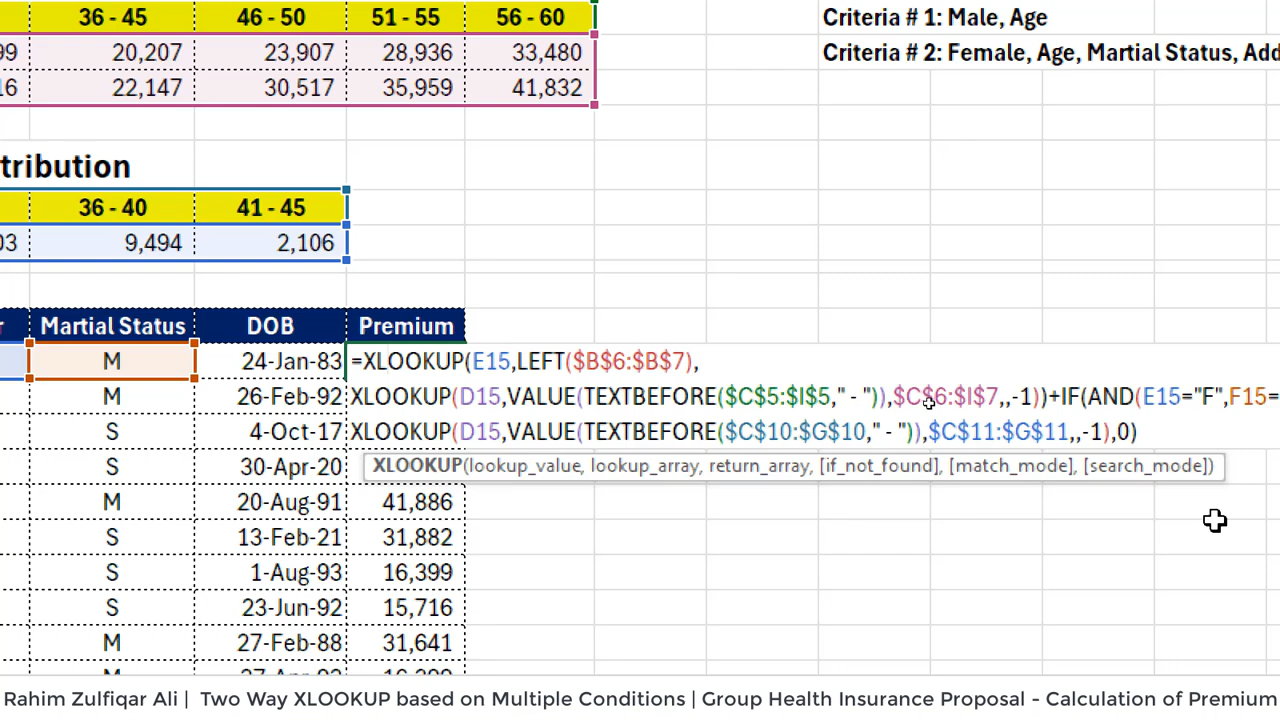 36 - 45 46 - 50 51 - 55 56 - 60 Criteria # 1: Male, Age
99 20,207 23,907 28,936 33,480 Criteria # 2: Female, Age, Martial Status, Add
16 22,147 30,517 35,959 41,832
tribution
36 - 40 41 - 45
03 9,494 2,106
r Martial Status DOB Premium
M 24-Jan-83 =XLOOKUP(E15,LEFT($B$6:$B$7),
M 26-Feb-92 XLOOKUP(D15,VALUE(TEXTBEFORE($C$5:$I$5," - ")),$C$6:$I$7,,-1))+IF(AND(E15="F",F15=
S 4-Oct-17 XLOOKUP(D15,VALUE(TEXTBEFORE($C$10:$G$10," - ")),$C$11:$G$11,,-1),0)
S 30-Apr-20 XLOOKUP(lookup_value, lookup_array, return_array, [if_not_found], [match_mode], [search_mode])
M 20-Aug-91 41,886
S 13-Feb-21 31,882
S 1-Aug-93 16,399
S 23-Jun-92 15,716
M 27-Feb-88 31,641
Rahim Zulfiqar Ali | Two Way XLOOKUP based on Multiple Conditions | Group Health Insurance Proposal - Calculation of Premium